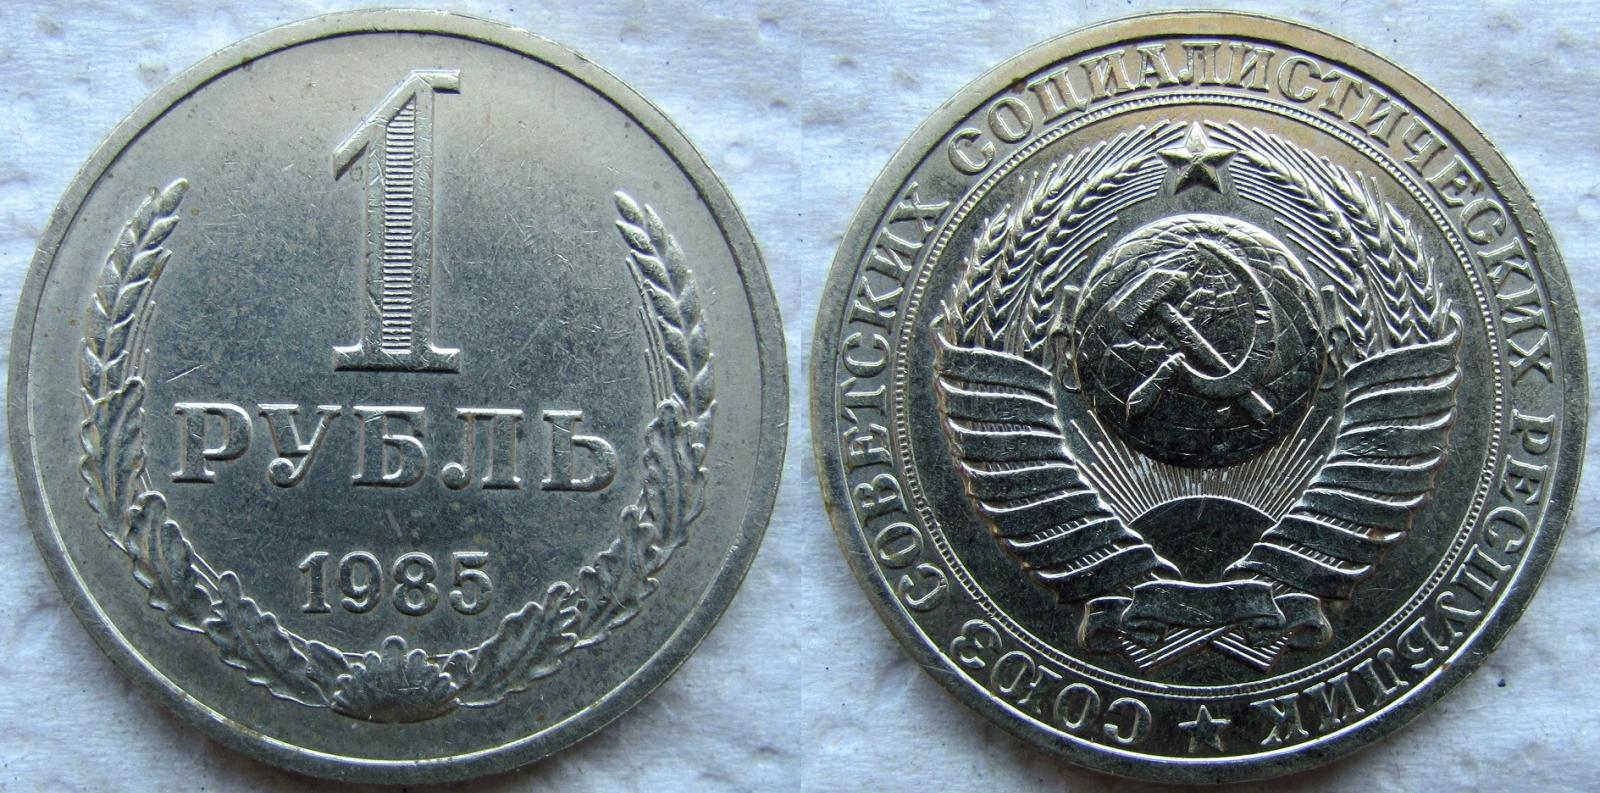 1
РУБЛЬ
1985
СОЮЗ СОВЕТСКИХ СОЦИАЛИСТИЧЕСКИХ РЕСПУБЛИК